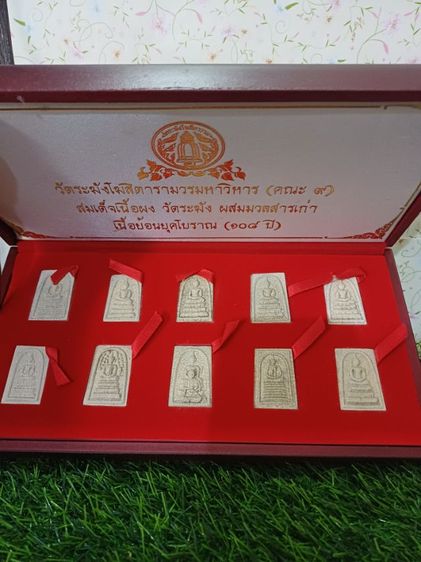 วัดระฆังโฆสิตารามวรมหาวิหาร (คณะ ๙)
สมเด็จเนื้อผง วัดระฆัง ผสมมวลสารเก่า
เนื้อย้อนยุคโบราณ (๑๐๘ ปี)